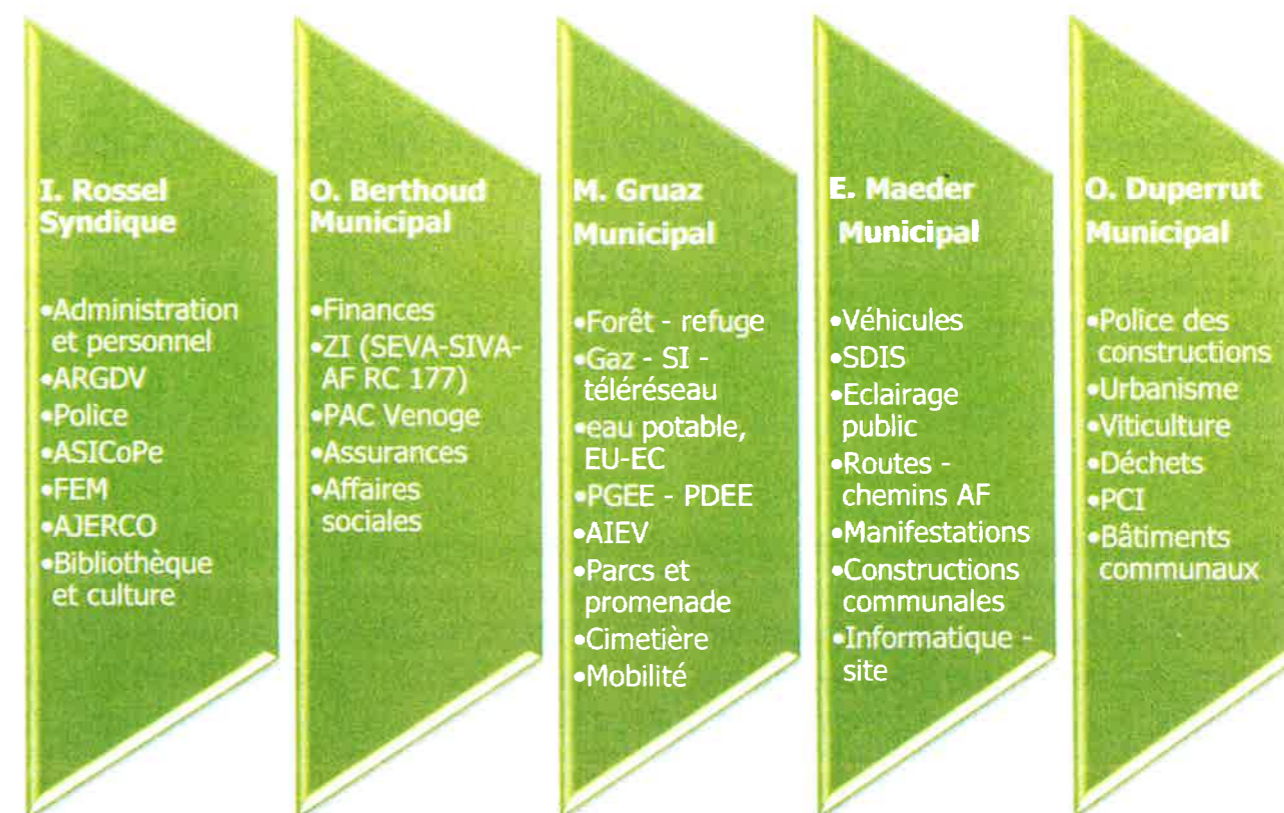 I. Rossel
Syndique
•Administration
et personnel
•ARGDV
•Police
•ASICoPe
•FEM
•AJERCO
•Bibliothèque
et culture
O. Berthoud
Municipal
•Finances
•ZI (SEVA-SIVA-
AF RC 177)
•PAC Venoge
•Assurances
•Affaires
sociales
M. Gruaz
Municipal
•Forêt - refuge
•Gaz - SI -
téléréseau
•eau potable,
EU-EC
•PGEE - PDEE
•AIEV
•Parcs et
promenade
•Cimetière
•Mobilité
E. Maeder
Municipal
•Véhicules
•SDIS
•Eclairage
public
•Routes -
chemins AF
•Manifestations
•Constructions
communales
•Informatique -
site
O. Duperrut
Municipal
•Police des
constructions
•Urbanisme
•Viticulture
•Déchets
•PCI
•Bâtiments
communaux